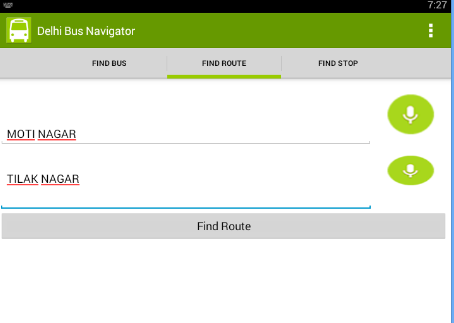 7:27
Delhi Bus Navigator
FIND BUS FIND ROUTE FIND STOP
MOTI NAGAR
TILAK NAGAR
Find Route